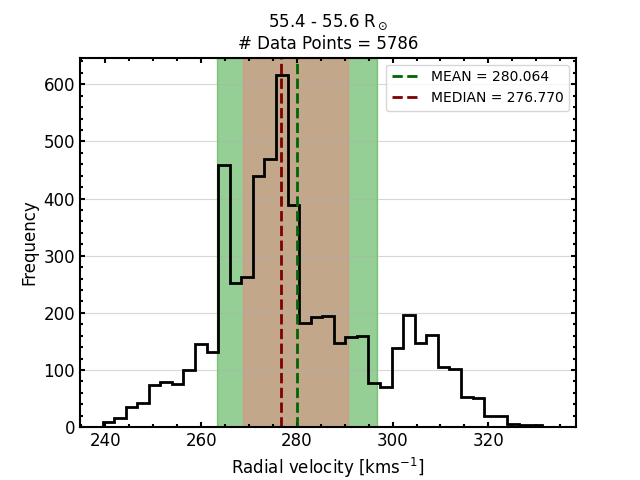 55.4 - 55.6 R⊙
# Data Points = 5786
MEAN = 280.064
MEDIAN = 276.770
600
500
400
300
200
100
0
Frequency
240 260 280 300 320
Radial velocity [kms⁻¹]